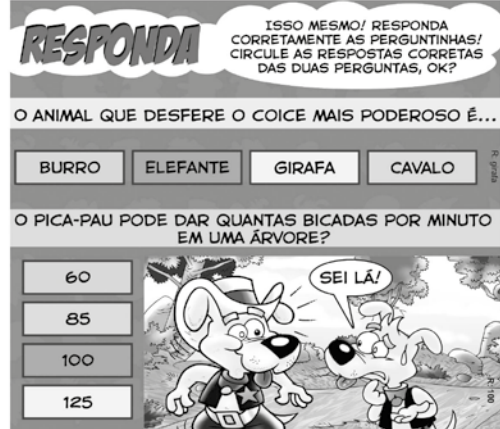 RESPONDA
ISSO MESMO! RESPONDA
CORRETAMENTE AS PERGUNTINHAS!
CIRCULE AS RESPOSTAS CORRETAS
DAS DUAS PERGUNTAS, OK?
O ANIMAL QUE DESFERE O COICE MAIS PODEROSO É...
BURRO
ELEFANTE
GIRAFA
CAVALO
R: girafa
O PICA-PAU PODE DAR QUANTAS BICADAS POR MINUTO
EM UMA ÁRVORE?
60
85
100
125
SEI LÁ!
R: 100